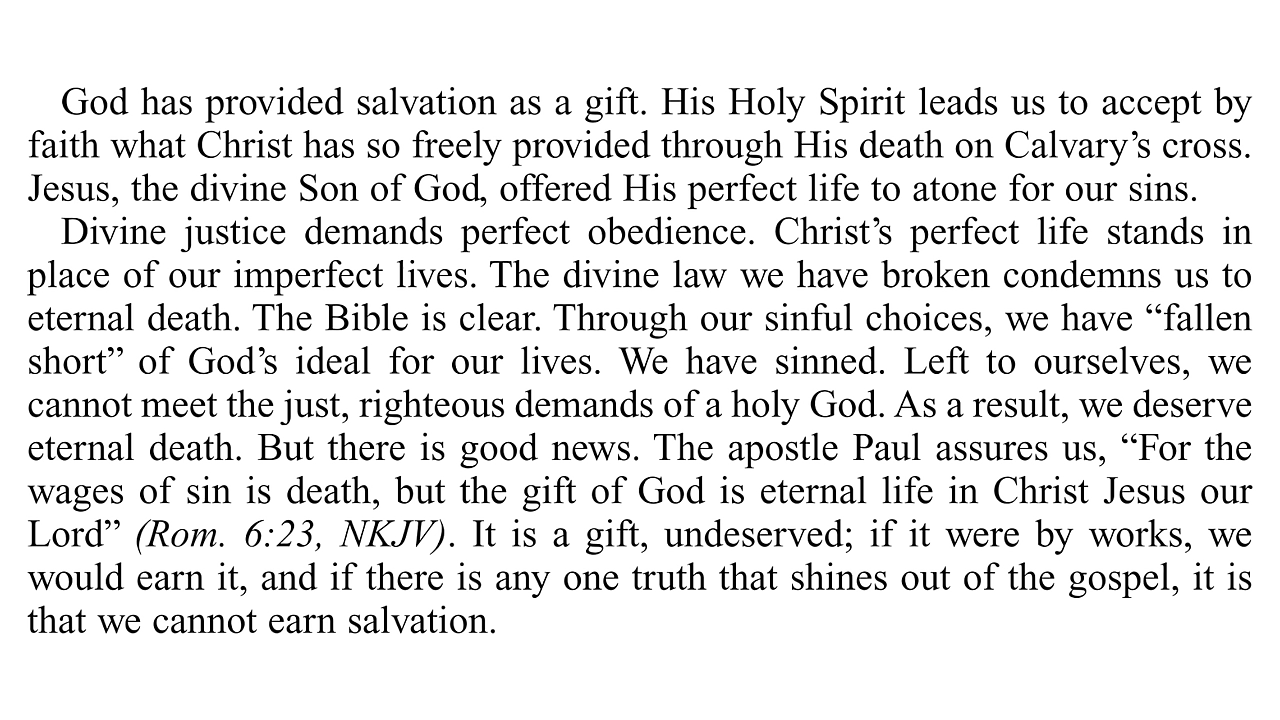 God has provided salvation as a gift. His Holy Spirit leads us to accept by
faith what Christ has so freely provided through His death on Calvary’s cross.
Jesus, the divine Son of God, offered His perfect life to atone for our sins.
Divine justice demands perfect obedience. Christ’s perfect life stands in
place of our imperfect lives. The divine law we have broken condemns us to
eternal death. The Bible is clear. Through our sinful choices, we have “fallen
short” of God’s ideal for our lives. We have sinned. Left to ourselves, we
cannot meet the just, righteous demands of a holy God. As a result, we deserve
eternal death. But there is good news. The apostle Paul assures us, “For the
wages of sin is death, but the gift of God is eternal life in Christ Jesus our
Lord” (Rom. 6:23, NKJV). It is a gift, undeserved; if it were by works, we
would earn it, and if there is any one truth that shines out of the gospel, it is
that we cannot earn salvation.